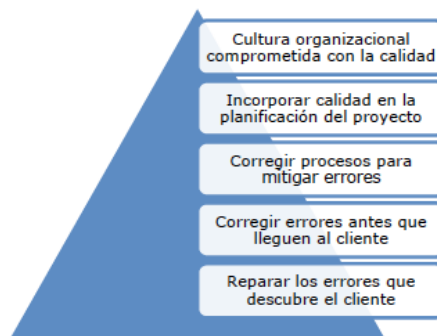 Cultura organizacional
comprometida con la calidad
Incorporar calidad en la
planificación del proyecto
Corregir procesos para
mitigar errores
Corregir errores antes que
lleguen al cliente
Reparar los errores que
descubre el cliente